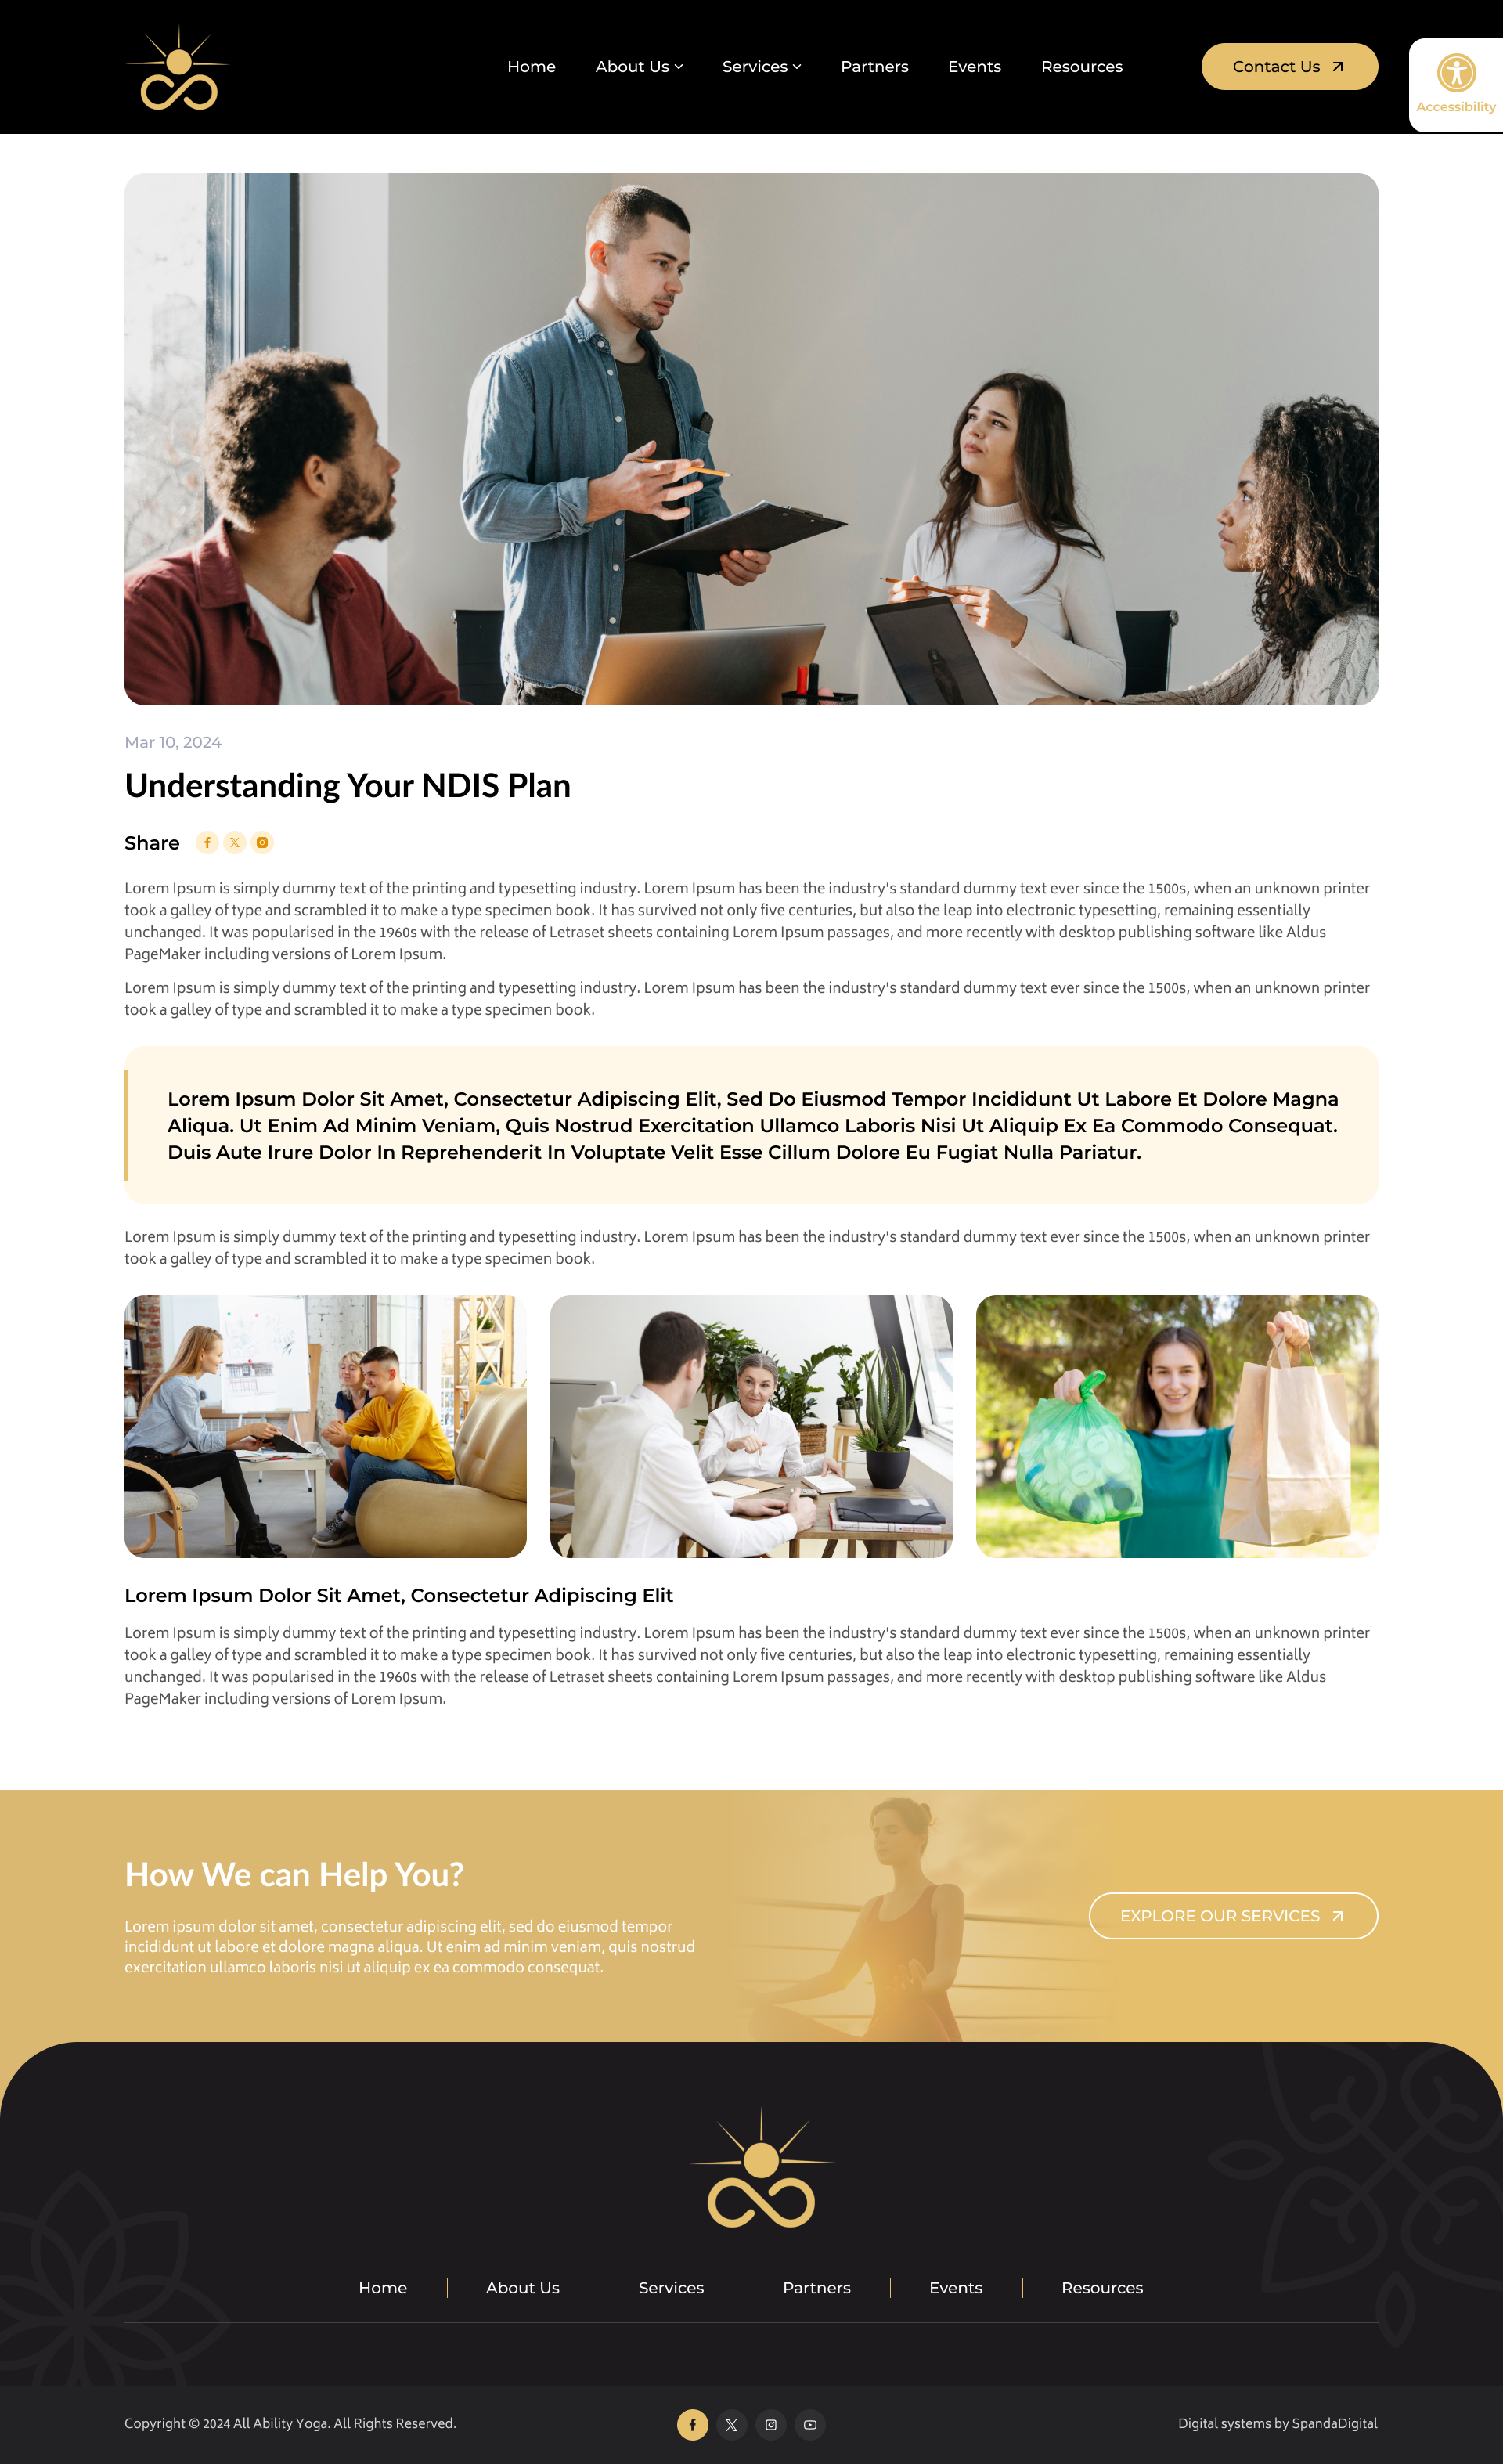 Home About Us Services Partners Events Resources Contact Us
Accessibility
Mar 10, 2024
Understanding Your NDIS Plan
Share
Lorem Ipsum is simply dummy text of the printing and typesetting industry. Lorem Ipsum has been the industry's standard dummy text ever since the 1500s, when an unknown printer
took a galley of type and scrambled it to make a type specimen book. It has survived not only five centuries, but also the leap into electronic typesetting, remaining essentially
unchanged. It was popularised in the 1960s with the release of Letraset sheets containing Lorem Ipsum passages, and more recently with desktop publishing software like Aldus
PageMaker including versions of Lorem Ipsum.
Lorem Ipsum is simply dummy text of the printing and typesetting industry. Lorem Ipsum has been the industry's standard dummy text ever since the 1500s, when an unknown printer
took a galley of type and scrambled it to make a type specimen book.
Lorem Ipsum Dolor Sit Amet, Consectetur Adipiscing Elit, Sed Do Eiusmod Tempor Incididunt Ut Labore Et Dolore Magna
Aliqua. Ut Enim Ad Minim Veniam, Quis Nostrud Exercitation Ullamco Laboris Nisi Ut Aliquip Ex Ea Commodo Consequat.
Duis Aute Irure Dolor In Reprehenderit In Voluptate Velit Esse Cillum Dolore Eu Fugiat Nulla Pariatur.
Lorem Ipsum is simply dummy text of the printing and typesetting industry. Lorem Ipsum has been the industry's standard dummy text ever since the 1500s, when an unknown printer
took a galley of type and scrambled it to make a type specimen book.
Lorem Ipsum Dolor Sit Amet, Consectetur Adipiscing Elit
Lorem Ipsum is simply dummy text of the printing and typesetting industry. Lorem Ipsum has been the industry's standard dummy text ever since the 1500s, when an unknown printer
took a galley of type and scrambled it to make a type specimen book. It has survived not only five centuries, but also the leap into electronic typesetting, remaining essentially
unchanged. It was popularised in the 1960s with the release of Letraset sheets containing Lorem Ipsum passages, and more recently with desktop publishing software like Aldus
PageMaker including versions of Lorem Ipsum.
How We can Help You?
Lorem ipsum dolor sit amet, consectetur adipiscing elit, sed do eiusmod tempor
incididunt ut labore et dolore magna aliqua. Ut enim ad minim veniam, quis nostrud
exercitation ullamco laboris nisi ut aliquip ex ea commodo consequat.
EXPLORE OUR SERVICES
Home About Us Services Partners Events Resources
Copyright © 2024 All Ability Yoga. All Rights Reserved.
Digital systems by SpandaDigital